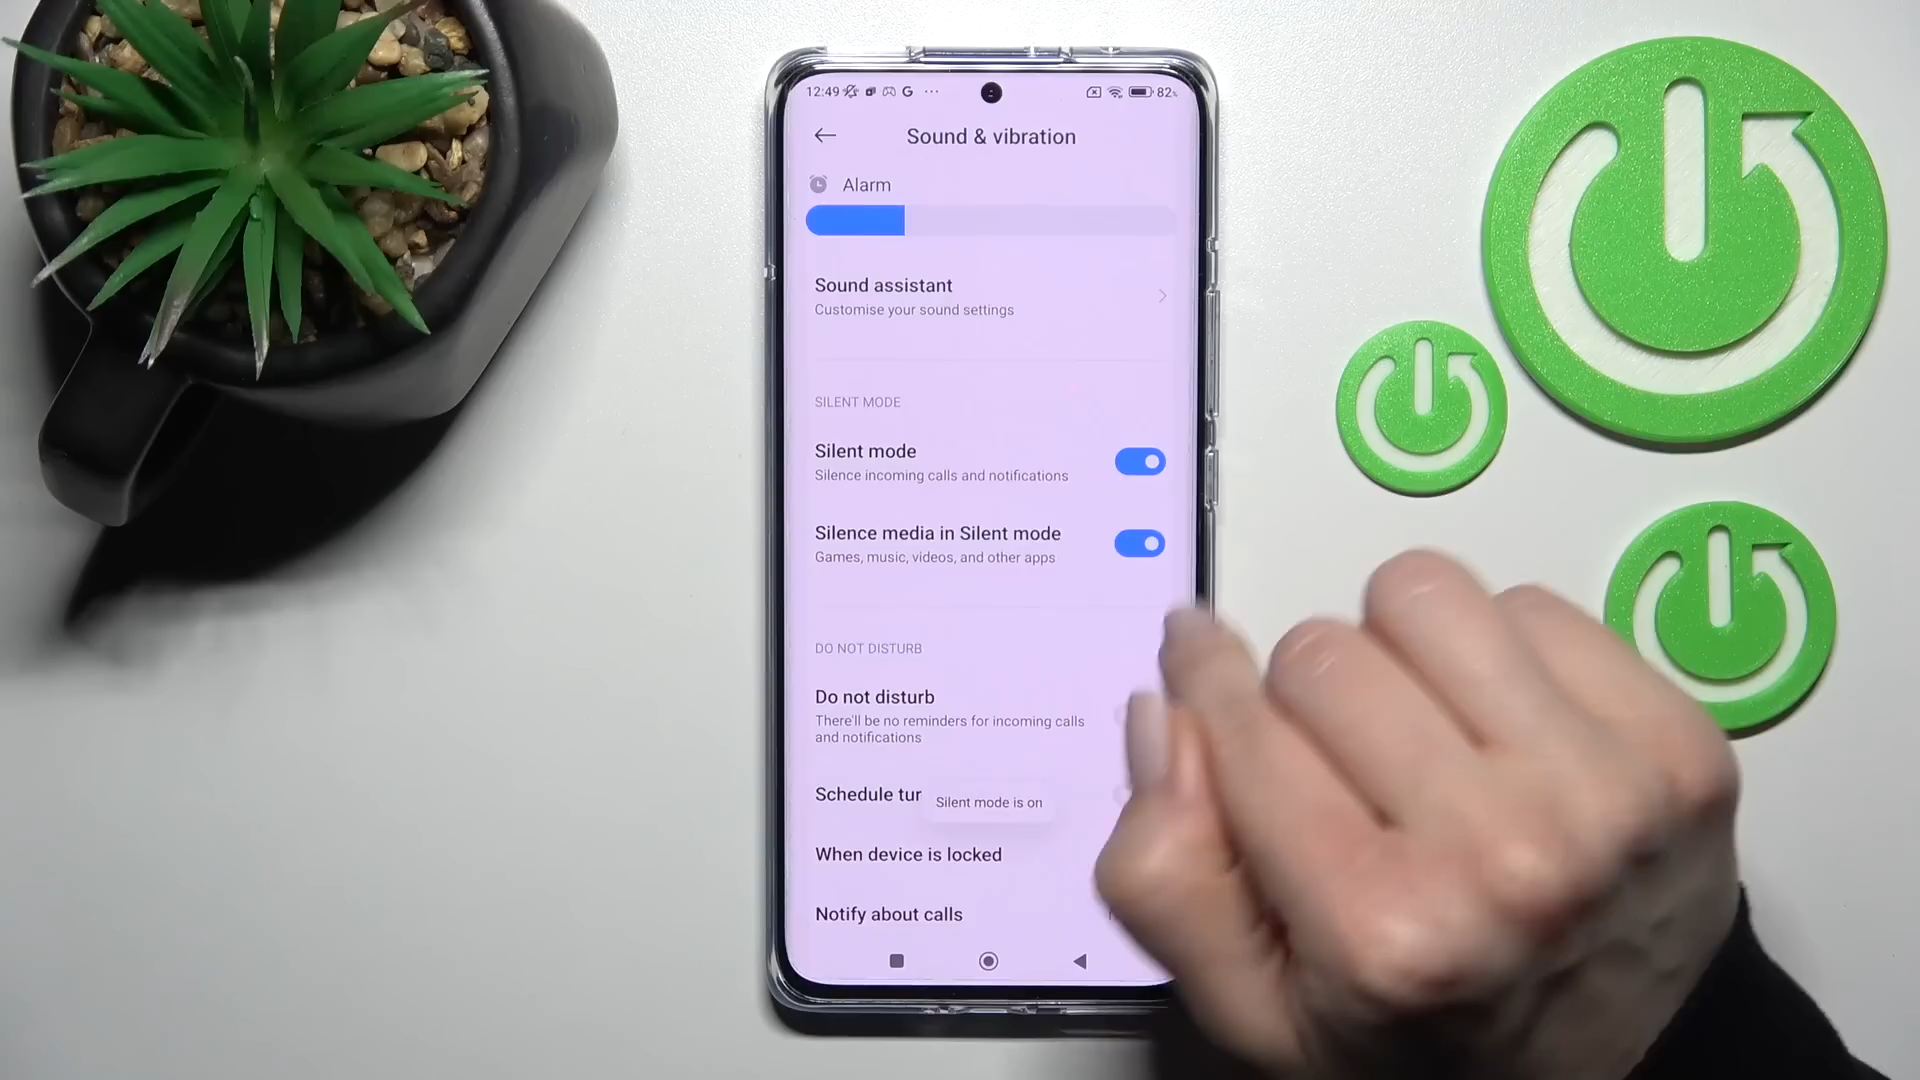 12:49 G ... 82%
Sound & vibration
Alarm
Sound assistant
Customise your sound settings
SILENT MODE
Silent mode
Silence incoming calls and notifications
Silence media in Silent mode
Games, music, videos, and other apps
DO NOT DISTURB
Do not disturb
There'll be no reminders for incoming calls
and notifications
Schedule tur
Silent mode is on
When device is locked
Notify about calls